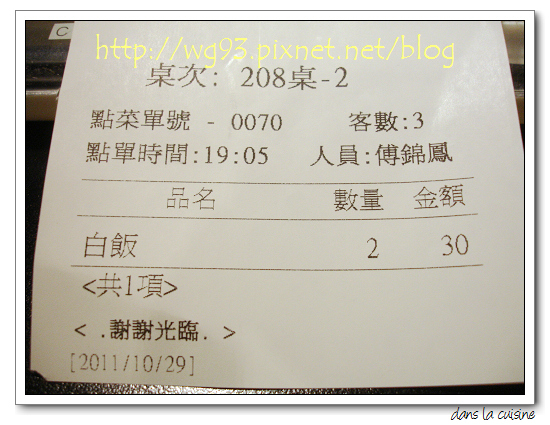 C
http://wg93.pixnet.net/blog
桌次: 208桌-2
點菜單號 - 0070 客數:3
點單時間:19:05 人員:傅錦鳳
品名 數量 金額
白飯 2 30
<共1項>
< .謝謝光臨. >
[2011/10/29]
dans la cuisine